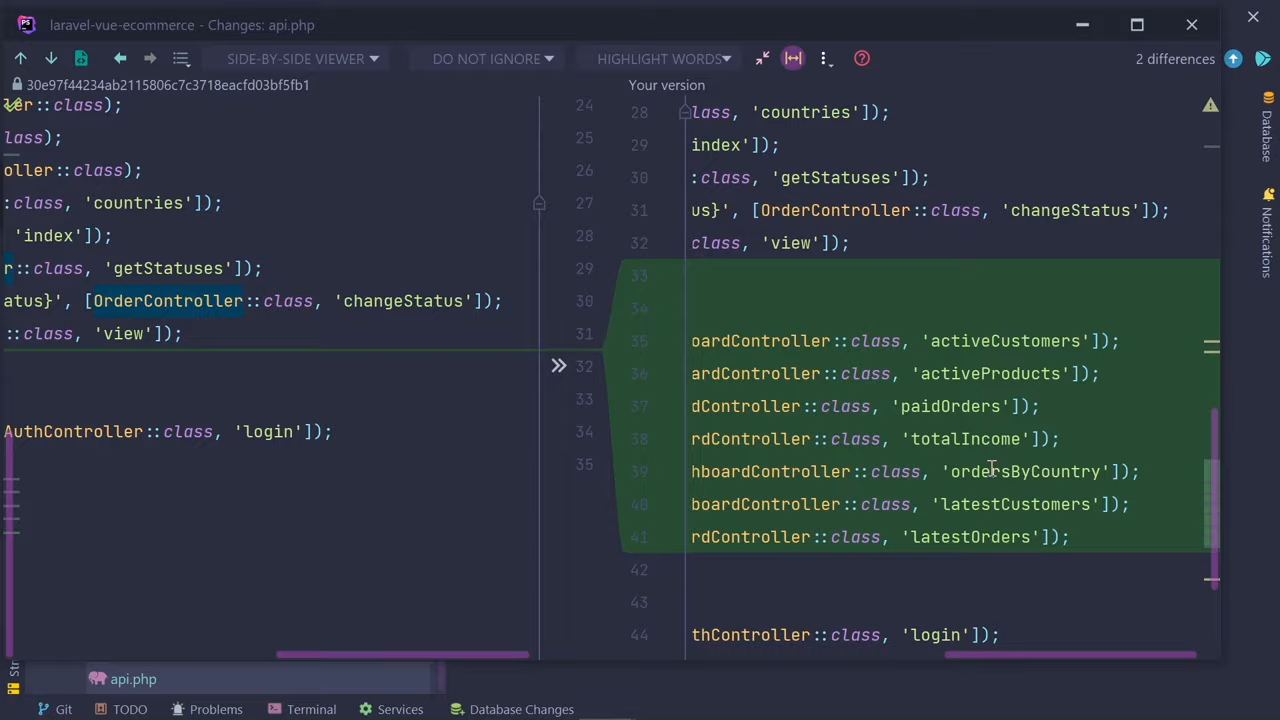 PS laravel-vue-ecommerce - Changes: api.php
SIDE-BY-SIDE VIEWER DO NOT IGNORE HIGHLIGHT WORDS 2 differences
30e97f44234ab2115806c7c3718eacfd03bf5fb1
Your version
ler::class); 24
lass); 25
oller::class); 26
:class, 'countries']); 27
'index']); 28
r::class, 'getStatuses']); 29
atus}', [OrderController::class, 'changeStatus']); 30
::class, 'view']); 31
32
33
AuthController::class, 'login']); 34
35
28 lass, 'countries']);
29 index']);
30 :class, 'getStatuses']);
31 us}', [OrderController::class, 'changeStatus']);
32 class, 'view']);
33
34
35 oardController::class, 'activeCustomers']);
36 ardController::class, 'activeProducts']);
37 dController::class, 'paidOrders']);
38 rdController::class, 'totalIncome']);
39 hboardController::class, 'ordersByCountry']);
40 boardController::class, 'latestCustomers']);
41 rdController::class, 'latestOrders']);
42
43
44 thController::class, 'login']);
Database
Notifications
Str
api.php
Git TODO Problems Terminal Services Database Changes